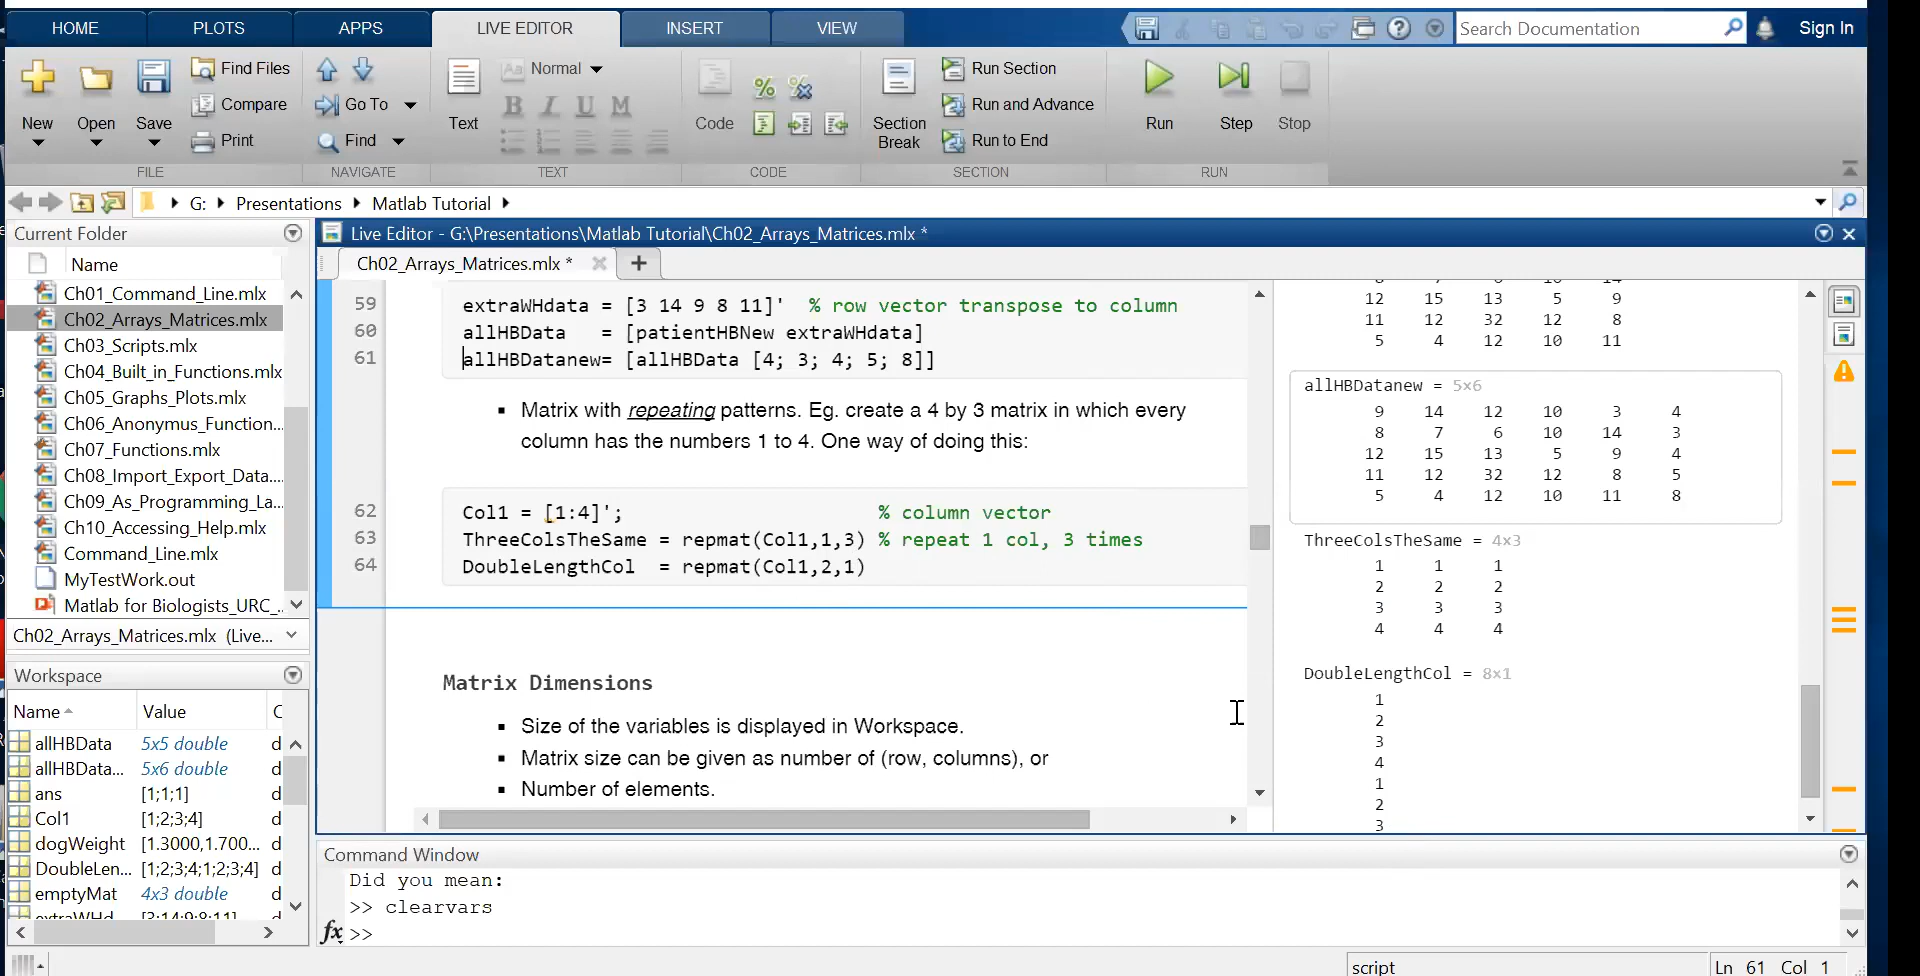 HOME PLOTS APPS LIVE EDITOR INSERT VIEW Search Documentation Sign In
Find Files Normal Run Section
New Open Save Compare Go To B I U M Text Code Section Break Run and Advance Run Step Stop
Print Find Run to End
FILE NAVIGATE TEXT CODE SECTION RUN
G: Presentations Matlab Tutorial
Current Folder
Name
Ch01_Command_Line.mlx
Ch02_Arrays_Matrices.mlx
Ch03_Scripts.mlx
Ch04_Built_in_Functions.mlx
Ch05_Graphs_Plots.mlx
Ch06_Anonymus_Function...
Ch07_Functions.mlx
Ch08_Import_Export_Data....
Ch09_As_Programming_La...
Ch10_Accessing_Help.mlx
Command_Line.mlx
MyTestWork.out
Matlab for Biologists_URC_...
Ch02_Arrays_Matrices.mlx (Live...
Workspace
Name Value C
allHBData 5x5 double d
allHBData... 5x6 double d
ans [1;1;1] d
Col1 [1;2;3;4] d
dogWeight [1.3000,1.700... d
DoubleLen... [1;2;3;4;1;2;3;4] d
emptyMat 4x3 double d
extraWHd... [3;14;9;8;11] d
Live Editor - G:\Presentations\Matlab Tutorial\Ch02_Arrays_Matrices.mlx *
Ch02_Arrays_Matrices.mlx *
59 extraWHdata = [3 14 9 8 11]' % row vector transpose to column
60 allHBData = [patientHBNew extraWHdata]
61 allHBDatanew= [allHBData [4; 3; 4; 5; 8]]
▪ Matrix with repeating patterns. Eg. create a 4 by 3 matrix in which every
column has the numbers 1 to 4. One way of doing this:
62 Col1 = [1:4]'; % column vector
63 ThreeColsTheSame = repmat(Col1,1,3) % repeat 1 col, 3 times
64 DoubleLengthCol = repmat(Col1,2,1)
Matrix Dimensions
▪ Size of the variables is displayed in Workspace.
▪ Matrix size can be given as number of (row, columns), or
▪ Number of elements.
12 15 13 5 9
11 12 32 12 8
5 4 12 10 11
allHBDatanew = 5×6
9 14 12 10 3 4
8 7 6 10 14 3
12 15 13 5 9 4
11 12 32 12 8 5
5 4 12 10 11 8
ThreeColsTheSame = 4×3
1 1 1
2 2 2
3 3 3
4 4 4
DoubleLengthCol = 8×1
1
2
3
4
1
2
3
Command Window
Did you mean:
>> clearvars
fx >>
script Ln 61 Col 1